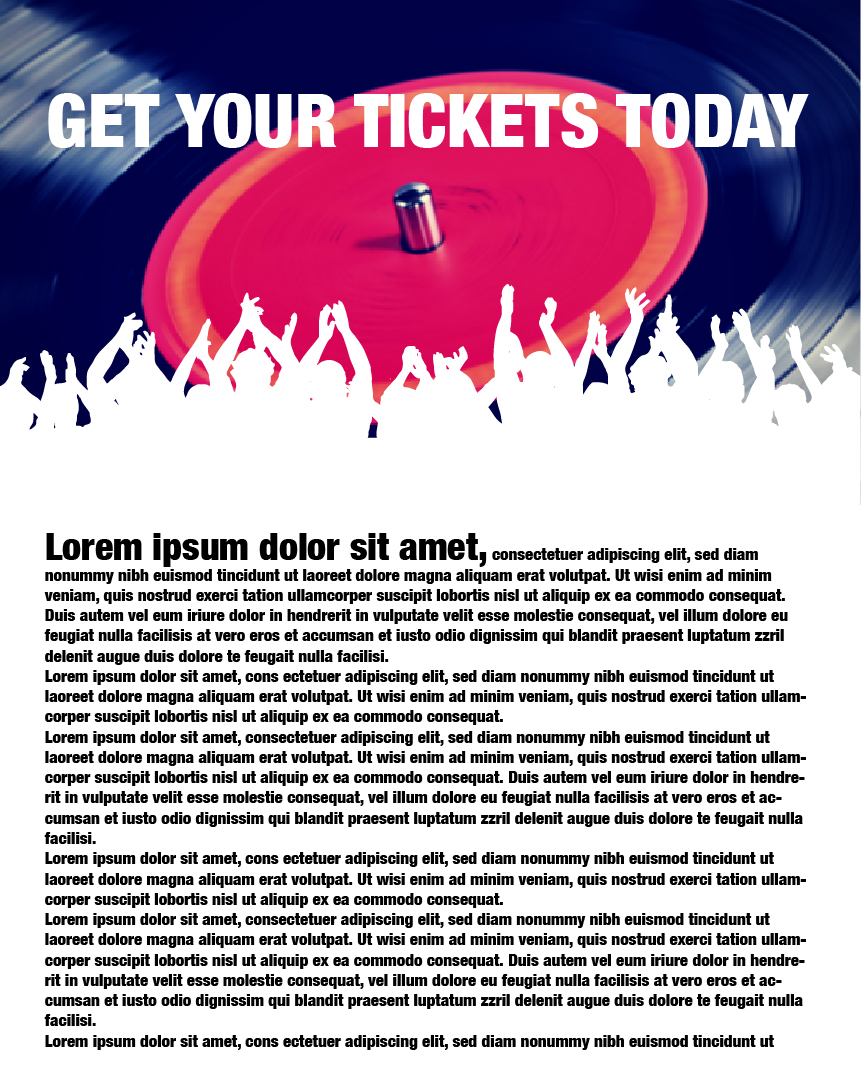 GET YOUR TICKETS TODAY
Lorem ipsum dolor sit amet, consectetuer adipiscing elit, sed diam
nonummy nibh euismod tincidunt ut laoreet dolore magna aliquam erat volutpat. Ut wisi enim ad minim
veniam, quis nostrud exerci tation ullamcorper suscipit lobortis nisl ut aliquip ex ea commodo consequat.
Duis autem vel eum iriure dolor in hendrerit in vulputate velit esse molestie consequat, vel illum dolore eu
feugiat nulla facilisis at vero eros et accumsan et iusto odio dignissim qui blandit praesent luptatum zzril
delenit augue duis dolore te feugait nulla facilisi.
Lorem ipsum dolor sit amet, cons ectetuer adipiscing elit, sed diam nonummy nibh euismod tincidunt ut
laoreet dolore magna aliquam erat volutpat. Ut wisi enim ad minim veniam, quis nostrud exerci tation ullam-
corper suscipit lobortis nisl ut aliquip ex ea commodo consequat.
Lorem ipsum dolor sit amet, consectetuer adipiscing elit, sed diam nonummy nibh euismod tincidunt ut
laoreet dolore magna aliquam erat volutpat. Ut wisi enim ad minim veniam, quis nostrud exerci tation ullam-
corper suscipit lobortis nisl ut aliquip ex ea commodo consequat. Duis autem vel eum iriure dolor in hendre-
rit in vulputate velit esse molestie consequat, vel illum dolore eu feugiat nulla facilisis at vero eros et ac-
cumsan et iusto odio dignissim qui blandit praesent luptatum zzril delenit augue duis dolore te feugait nulla
facilisi.
Lorem ipsum dolor sit amet, cons ectetuer adipiscing elit, sed diam nonummy nibh euismod tincidunt ut
laoreet dolore magna aliquam erat volutpat. Ut wisi enim ad minim veniam, quis nostrud exerci tation ullam-
corper suscipit lobortis nisl ut aliquip ex ea commodo consequat.
Lorem ipsum dolor sit amet, consectetuer adipiscing elit, sed diam nonummy nibh euismod tincidunt ut
laoreet dolore magna aliquam erat volutpat. Ut wisi enim ad minim veniam, quis nostrud exerci tation ullam-
corper suscipit lobortis nisl ut aliquip ex ea commodo consequat. Duis autem vel eum iriure dolor in hendre-
rit in vulputate velit esse molestie consequat, vel illum dolore eu feugiat nulla facilisis at vero eros et ac-
cumsan et iusto odio dignissim qui blandit praesent luptatum zzril delenit augue duis dolore te feugait nulla
facilisi.
Lorem ipsum dolor sit amet, cons ectetuer adipiscing elit, sed diam nonummy nibh euismod tincidunt ut